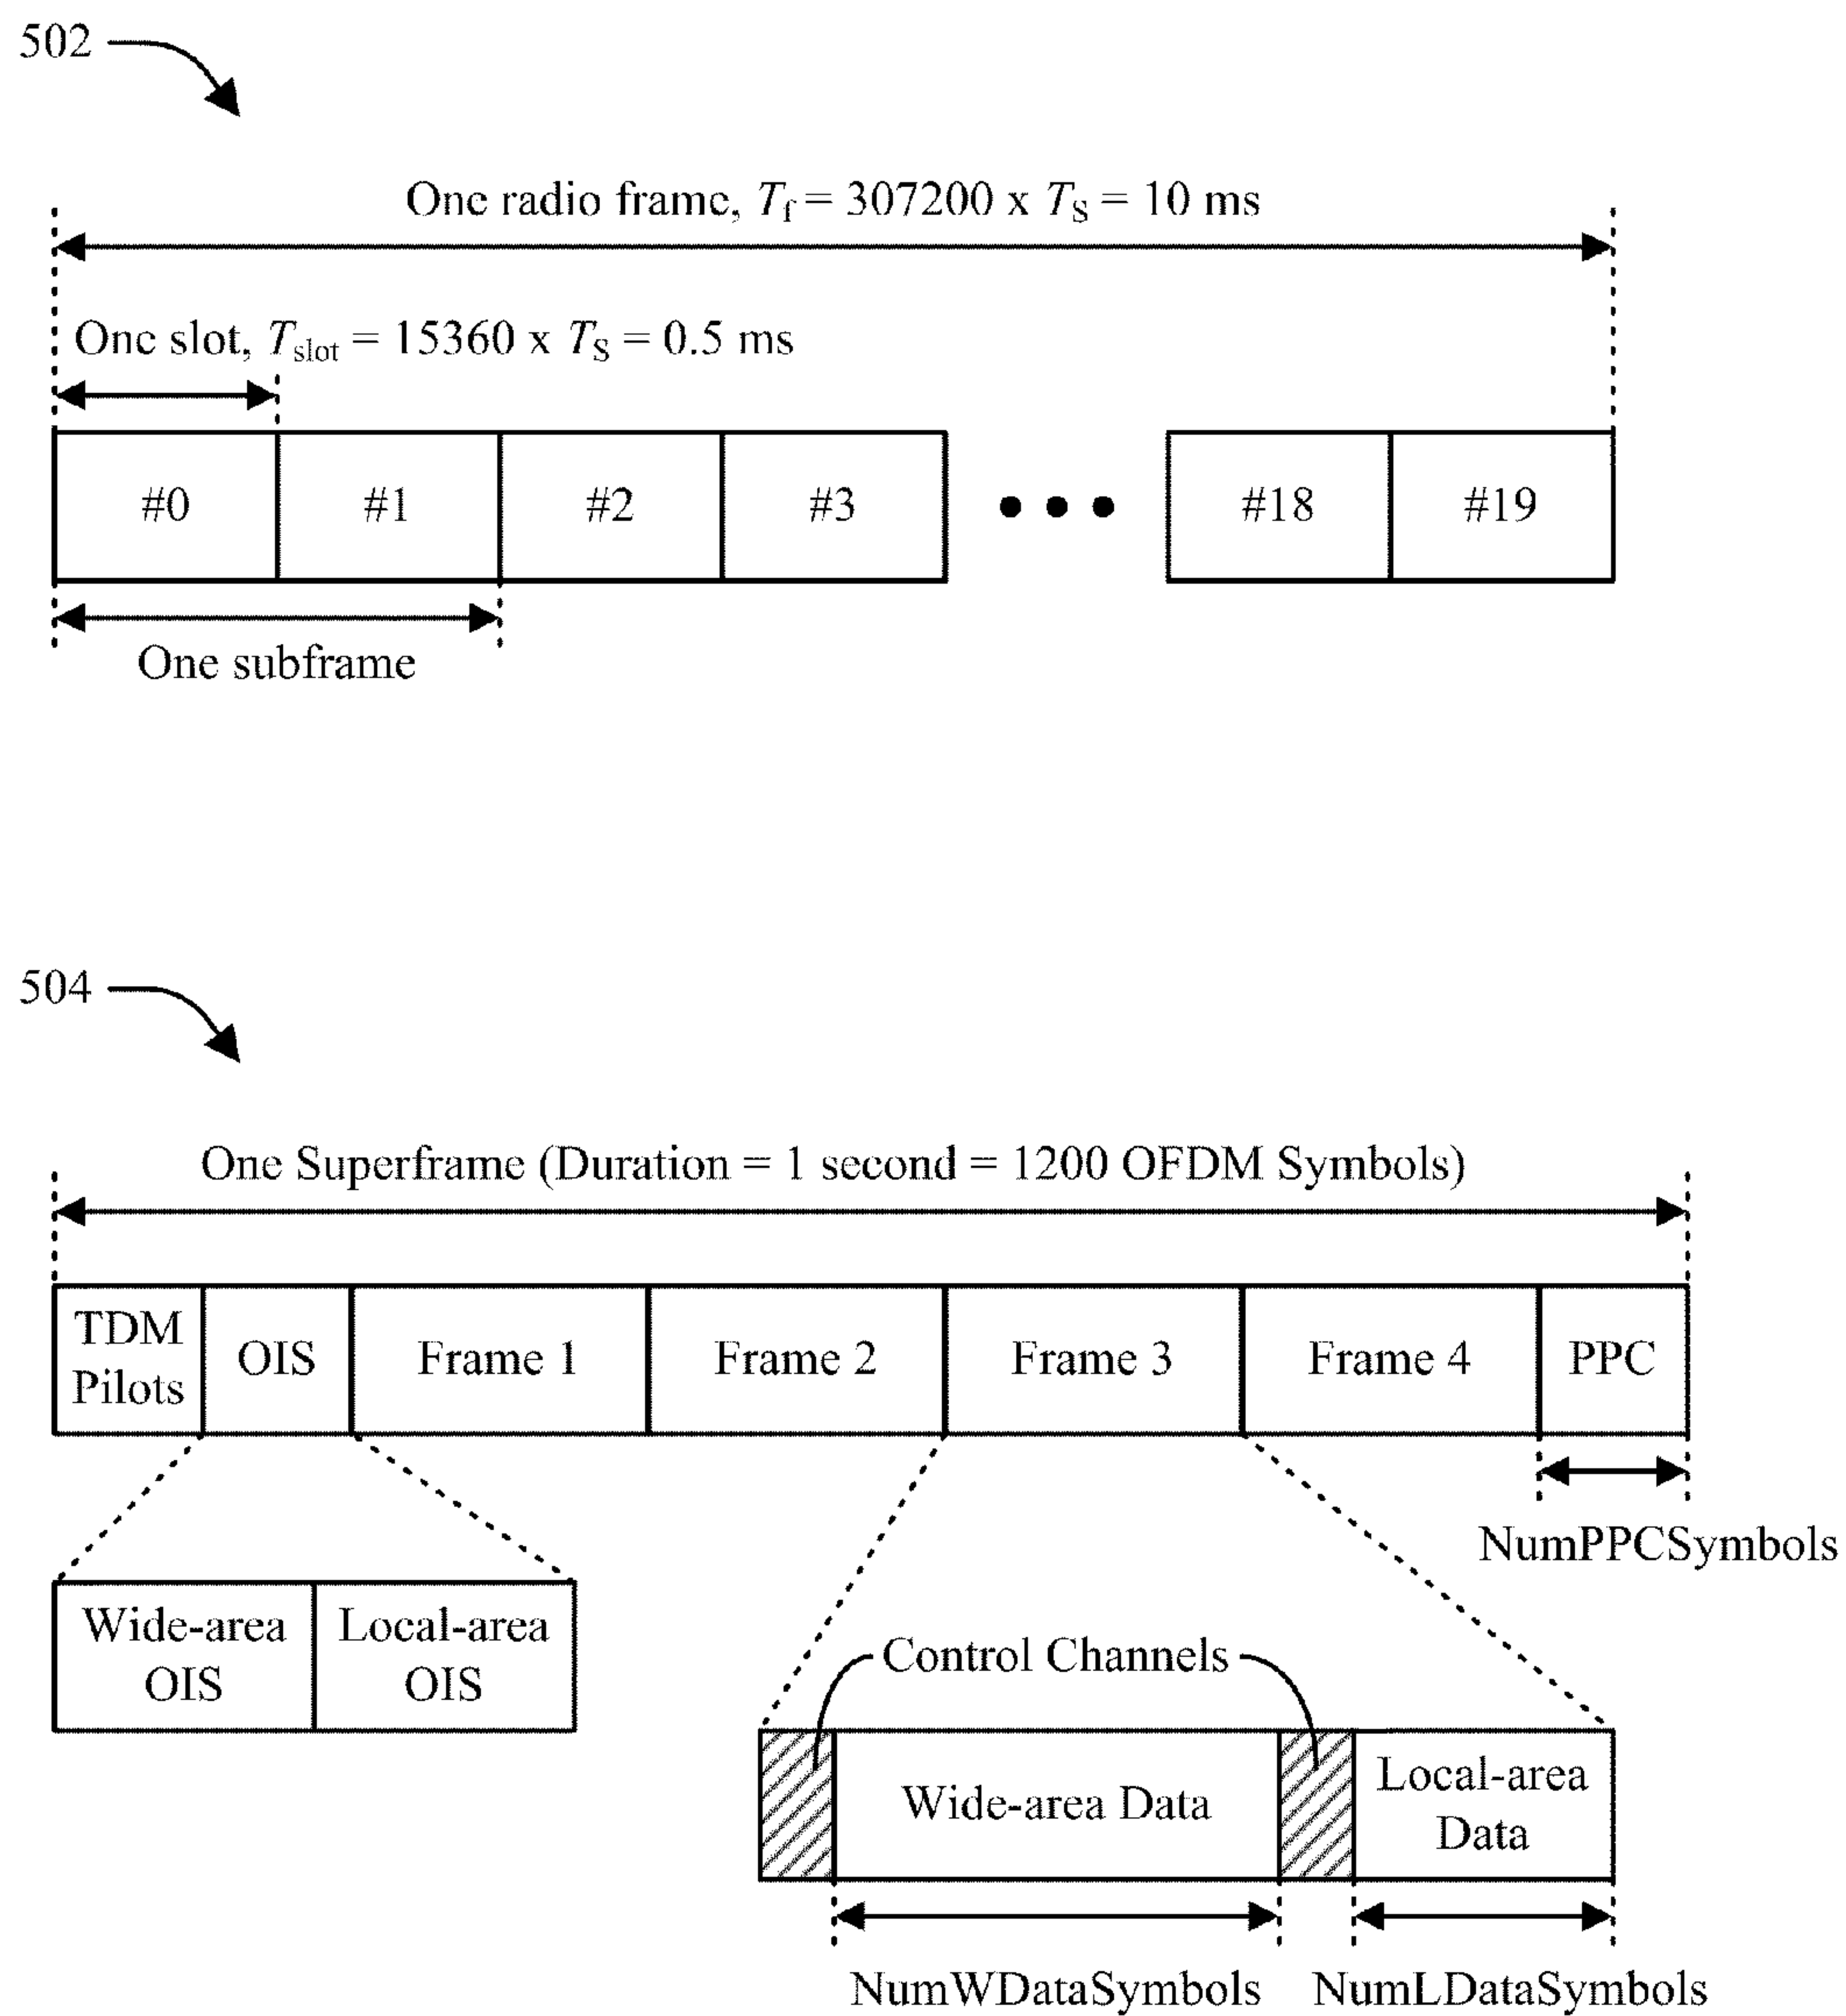 502
One radio frame, Tf = 307200 x TS = 10 ms
One slot, Tslot = 15360 x TS = 0.5 ms
#0 #1 #2 #3 #18 #19
One subframe
504
One Superframe (Duration = 1 second = 1200 OFDM Symbols)
TDM
Pilots
OIS
Frame 1
Frame 2
Frame 3
Frame 4
PPC
NumPPCSymbols
Wide-area
OIS
Local-area
OIS
Control Channels
Wide-area Data
Local-area
Data
NumWDataSymbols
NumLDataSymbols